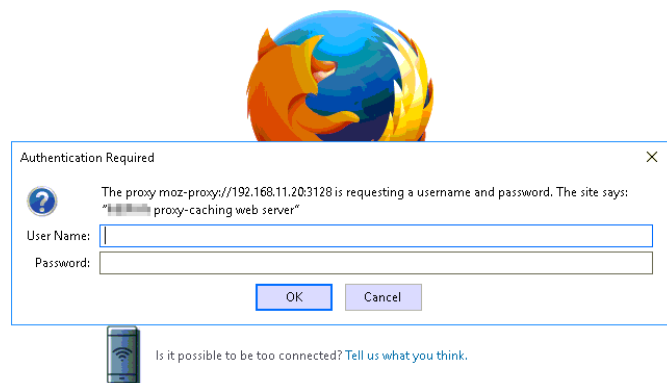 Authentication Required
The proxy moz-proxy://192.168.11.20:3128 is requesting a username and password. The site says:
" proxy-caching web server"
User Name:
Password:
OK
Cancel
Is it possible to be too connected? Tell us what you think.